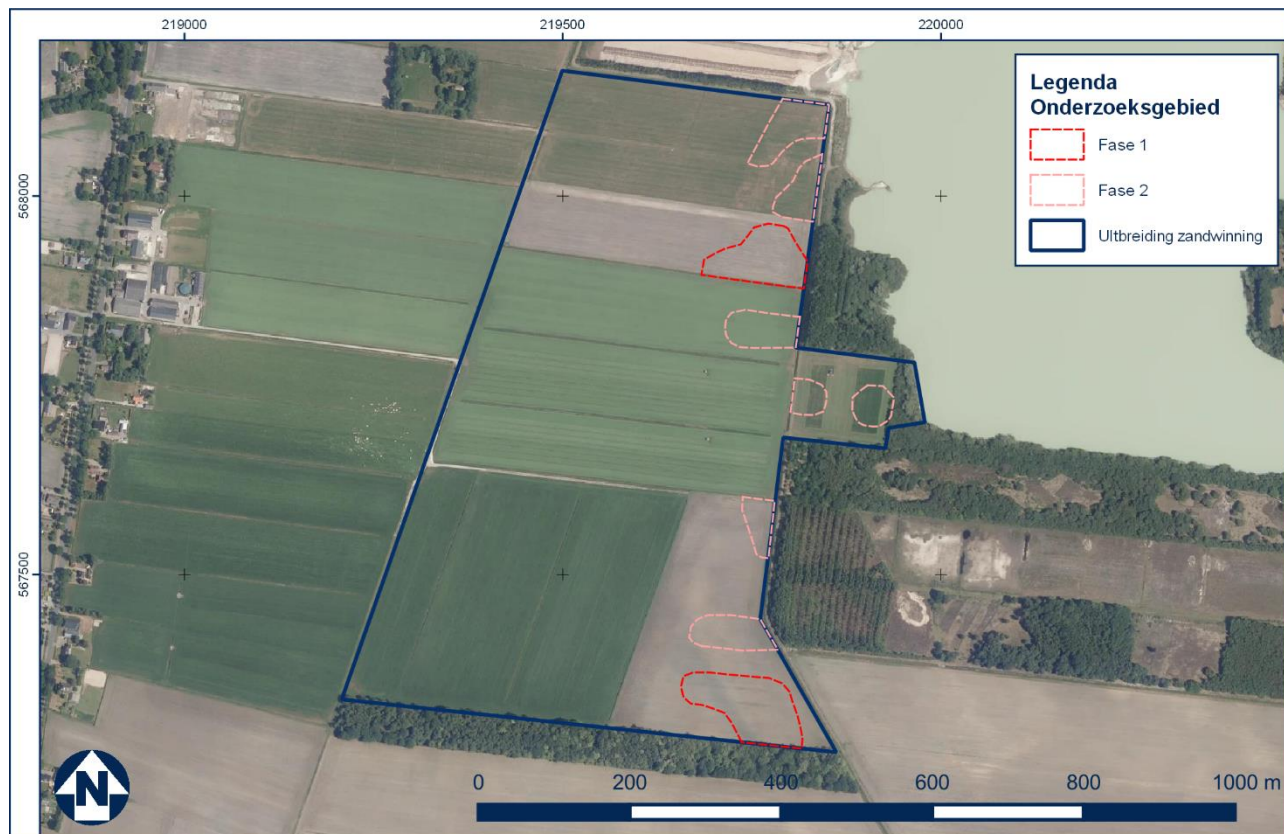 219000
219500
220000
568000
567500
Legenda
Onderzoeksgebied
Fase 1
Fase 2
Uitbreiding zandwinning
N
0
200
400
600
800
1000 m